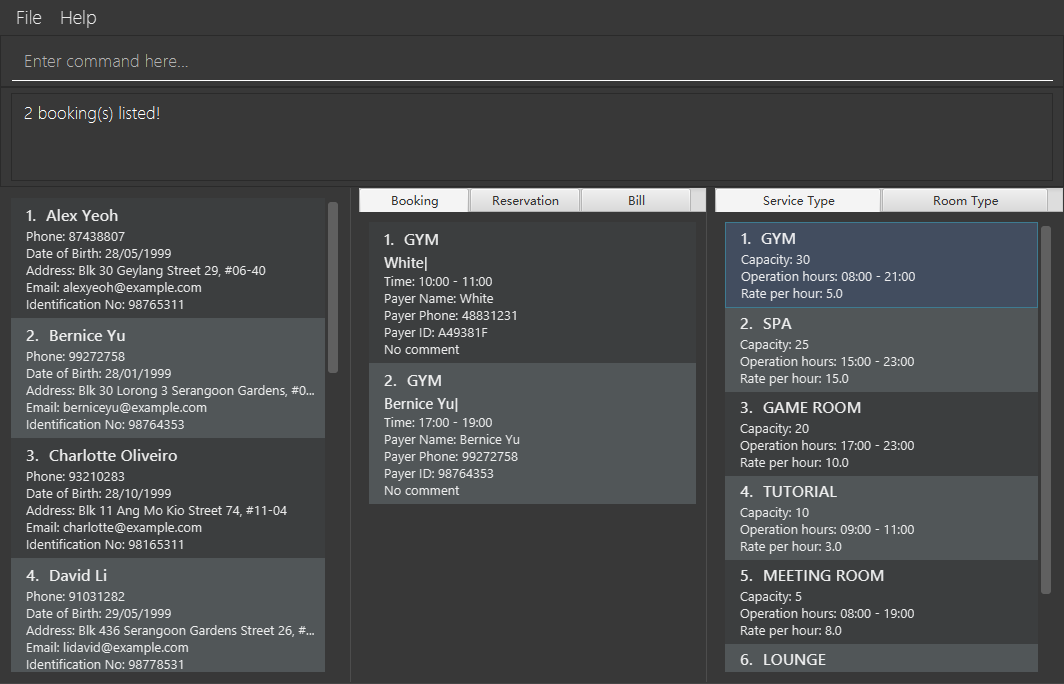 File Help
Enter command here...
2 booking(s) listed!
1. Alex Yeoh
Phone: 87438807
Date of Birth: 28/05/1999
Address: Blk 30 Geylang Street 29, #06-40
Email: alexyeoh@example.com
Identification No: 98765311
2. Bernice Yu
Phone: 99272758
Date of Birth: 28/01/1999
Address: Blk 30 Lorong 3 Serangoon Gardens, #0...
Email: berniceyu@example.com
Identification No: 98764353
3. Charlotte Oliveiro
Phone: 93210283
Date of Birth: 28/10/1999
Address: Blk 11 Ang Mo Kio Street 74, #11-04
Email: charlotte@example.com
Identification No: 98165311
4. David Li
Phone: 91031282
Date of Birth: 29/05/1999
Address: Blk 436 Serangoon Gardens Street 26, #...
Email: lidavid@example.com
Identification No: 98778531
Booking Reservation Bill
1. GYM
White|
Time: 10:00 - 11:00
Payer Name: White
Payer Phone: 48831231
Payer ID: A49381F
No comment
2. GYM
Bernice Yu|
Time: 17:00 - 19:00
Payer Name: Bernice Yu
Payer Phone: 99272758
Payer ID: 98764353
No comment
Service Type Room Type
1. GYM
Capacity: 30
Operation hours: 08:00 - 21:00
Rate per hour: 5.0
2. SPA
Capacity: 25
Operation hours: 15:00 - 23:00
Rate per hour: 15.0
3. GAME ROOM
Capacity: 20
Operation hours: 17:00 - 23:00
Rate per hour: 10.0
4. TUTORIAL
Capacity: 10
Operation hours: 09:00 - 11:00
Rate per hour: 3.0
5. MEETING ROOM
Capacity: 5
Operation hours: 08:00 - 19:00
Rate per hour: 8.0
6. LOUNGE